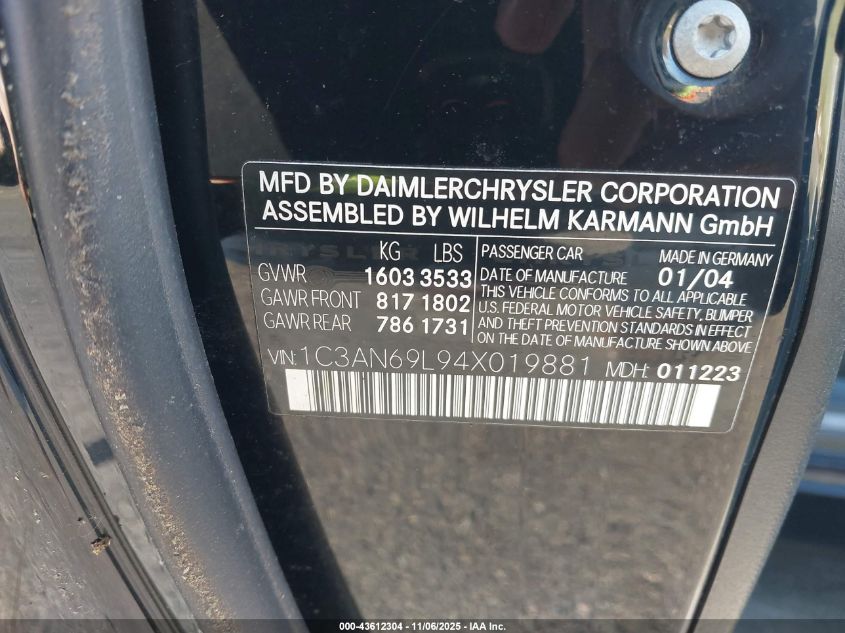 MFD BY DAIMLERCHRYSLER CORPORATION
ASSEMBLED BY WILHELM KARMANN GmbH
KG LBS
GVWR 1603 3533
GAWR FRONT 817 1802
GAWR REAR 786 1731
PASSENGER CAR MADE IN GERMANY
DATE OF MANUFACTURE 01/04
THIS VEHICLE CONFORMS TO ALL APPLICABLE
U.S. FEDERAL MOTOR VEHICLE SAFETY, BUMPER
AND THEFT PREVENTION STANDARDS IN EFFECT
ON THE DATE OF MANUFACTURE SHOWN ABOVE
VIN: 1C3AN69L94X019881 MDH: 011223
000-43612304 - 11/06/2025 - IAA Inc.